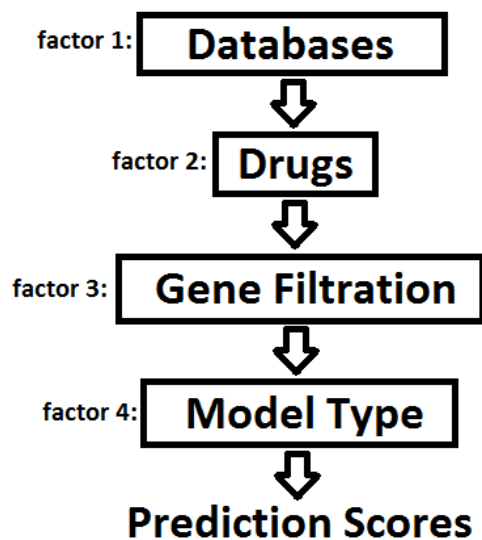 factor 1: Databases
factor 2: Drugs
factor 3: Gene Filtration
factor 4: Model Type
Prediction Scores